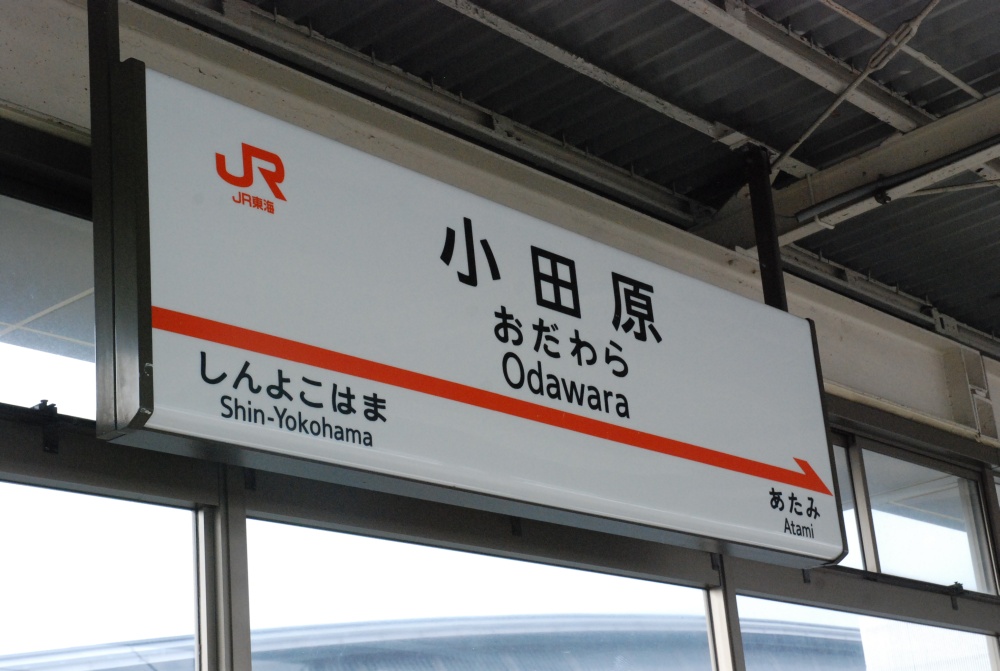 JR
JR東海
小田原
おだわら
Odawara
しんよこはま
Shin-Yokohama
あたみ
Atami